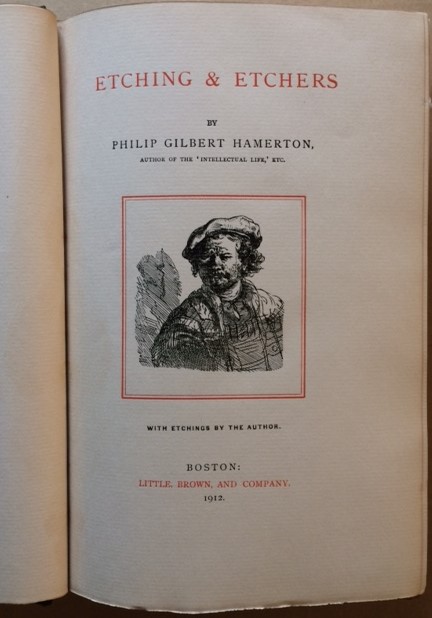 ETCHING & ETCHERS
BY
PHILIP GILBERT HAMERTON,
AUTHOR OF THE 'INTELLECTUAL LIFE,' ETC.
WITH ETCHINGS BY THE AUTHOR.
BOSTON:
LITTLE, BROWN, AND COMPANY.
1912.